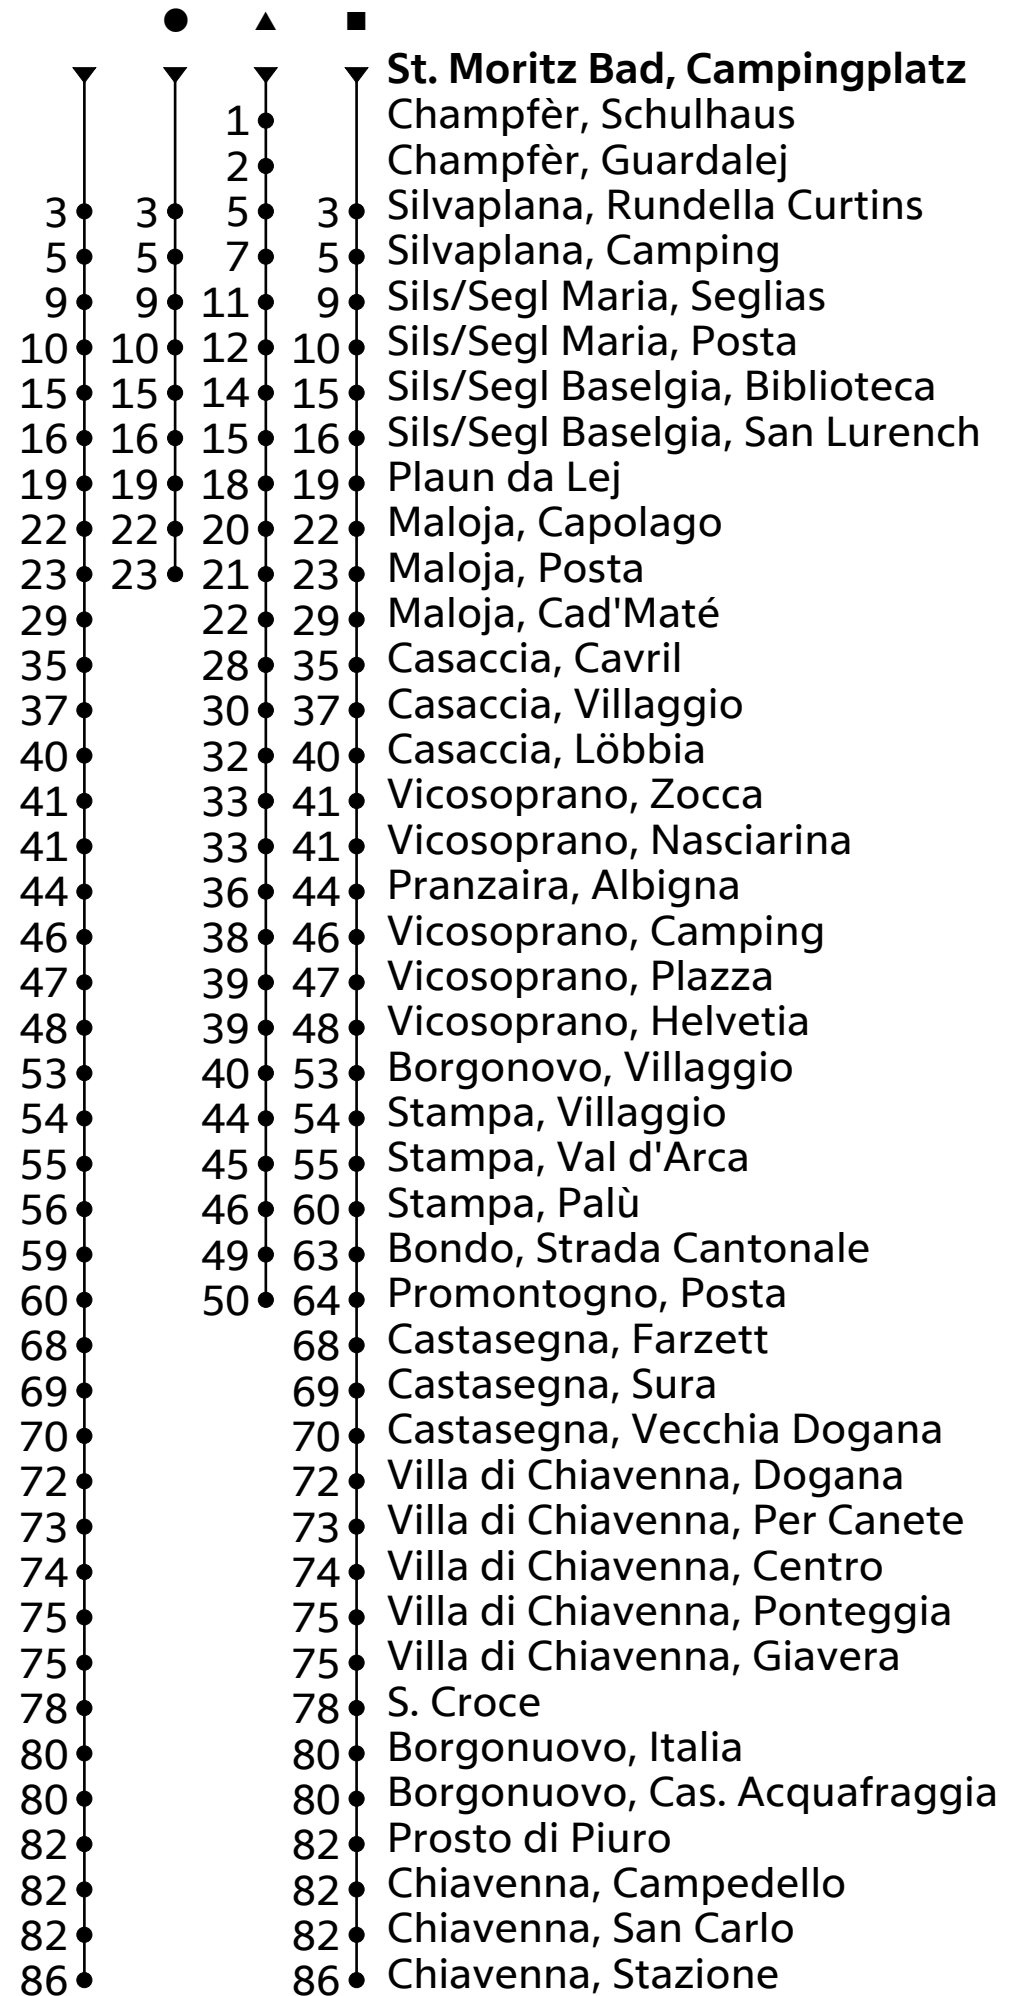 ● ▲ ■
St. Moritz Bad, Campingplatz
1 Champfèr, Schulhaus
2 Champfèr, Guardalej
3 3 5 3 Silvaplana, Rundella Curtins
5 5 7 5 Silvaplana, Camping
9 9 11 9 Sils/Segl Maria, Seglias
10 10 12 10 Sils/Segl Maria, Posta
15 15 14 15 Sils/Segl Baselgia, Biblioteca
16 16 15 16 Sils/Segl Baselgia, San Lurench
19 19 18 19 Plaun da Lej
22 22 20 22 Maloja, Capolago
23 23 21 23 Maloja, Posta
29 22 29 Maloja, Cad'Maté
35 28 35 Casaccia, Cavril
37 30 37 Casaccia, Villaggio
40 32 40 Casaccia, Löbbia
41 33 41 Vicosoprano, Zocca
41 33 41 Vicosoprano, Nasciarina
44 36 44 Pranzaira, Albigna
46 38 46 Vicosoprano, Camping
47 39 47 Vicosoprano, Plazza
48 39 48 Vicosoprano, Helvetia
53 40 53 Borgonovo, Villaggio
54 44 54 Stampa, Villaggio
55 45 55 Stampa, Val d'Arca
56 46 60 Stampa, Palù
59 49 63 Bondo, Strada Cantonale
60 50 64 Promontogno, Posta
68 68 Castasegna, Farzett
69 69 Castasegna, Sura
70 70 Castasegna, Vecchia Dogana
72 72 Villa di Chiavenna, Dogana
73 73 Villa di Chiavenna, Per Canete
74 74 Villa di Chiavenna, Centro
75 75 Villa di Chiavenna, Ponteggia
75 75 Villa di Chiavenna, Giavera
78 78 S. Croce
80 80 Borgonuovo, Italia
80 80 Borgonuovo, Cas. Acquafraggia
82 82 Prosto di Piuro
82 82 Chiavenna, Campedello
82 82 Chiavenna, San Carlo
86 86 Chiavenna, Stazione